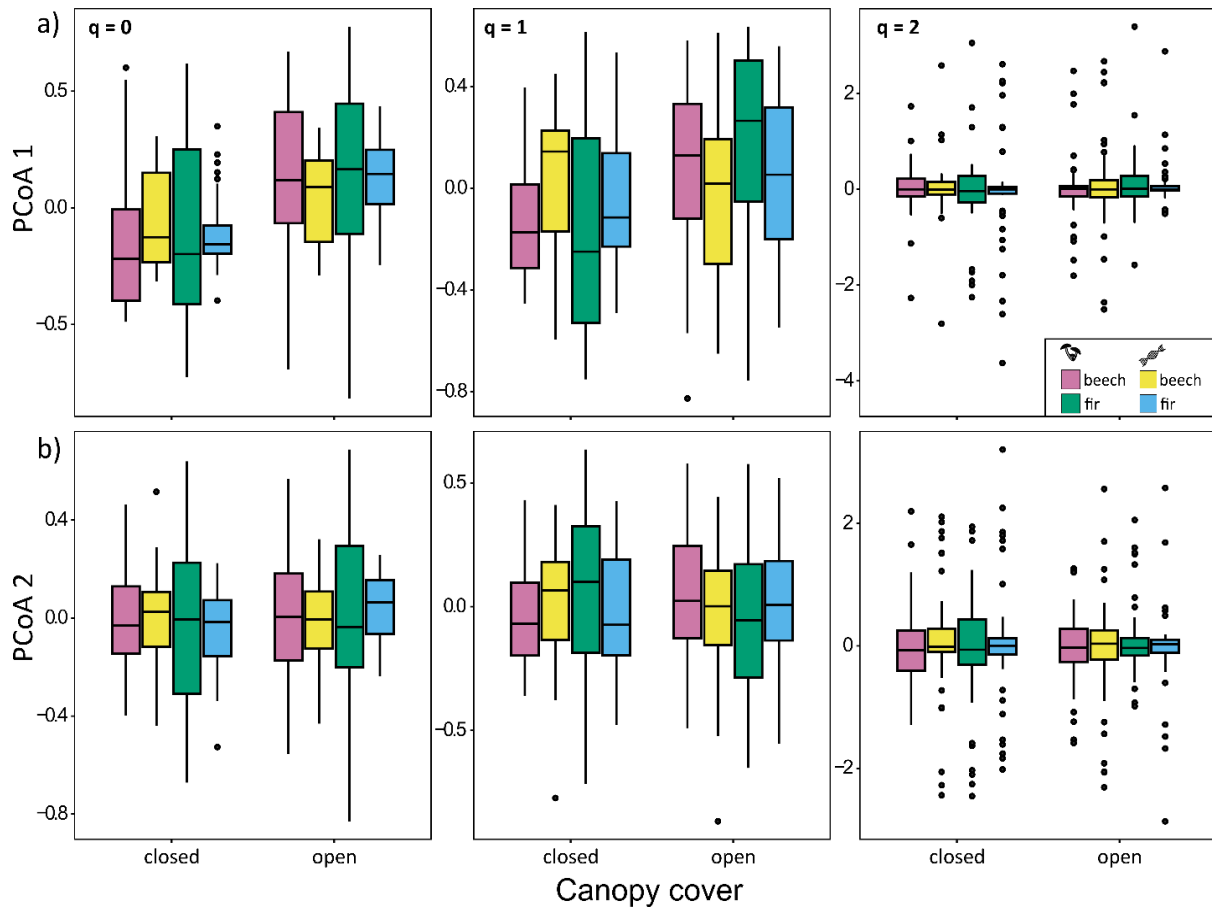 a)
q = 0
q = 1
q = 2
PCoA 1
0.5
0.0
−0.5
0.4
0.0
−0.4
−0.8
2
0
−2
−4
beech
beech
fir
fir
b)
PCoA 2
0.4
0.0
−0.4
−0.8
0.5
0.0
−0.5
2
0
−2
closed
open
closed
open
closed
open
Canopy cover